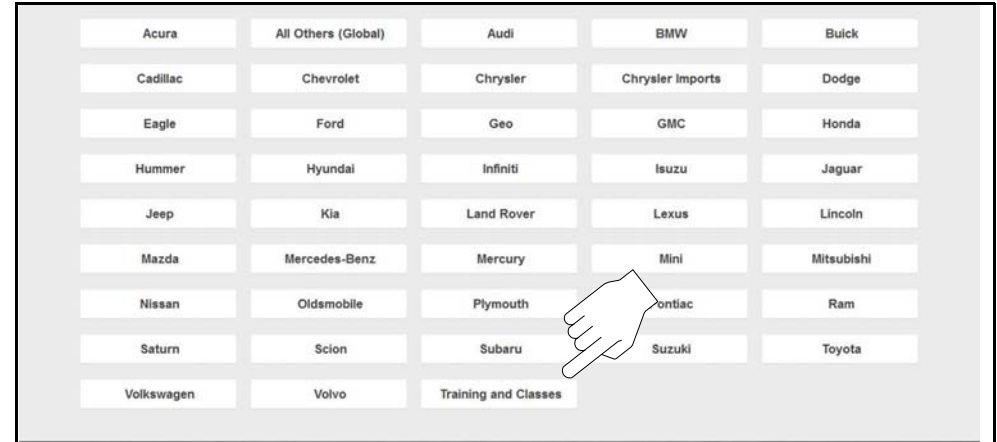 Acura All Others (Global) Audi BMW Buick
Cadillac Chevrolet Chrysler Chrysler Imports Dodge
Eagle Ford Geo GMC Honda
Hummer Hyundai Infiniti Isuzu Jaguar
Jeep Kia Land Rover Lexus Lincoln
Mazda Mercedes-Benz Mercury Mini Mitsubishi
Nissan Oldsmobile Plymouth ontiac Ram
Saturn Scion Subaru Suzuki Toyota
Volkswagen Volvo Training and Classes